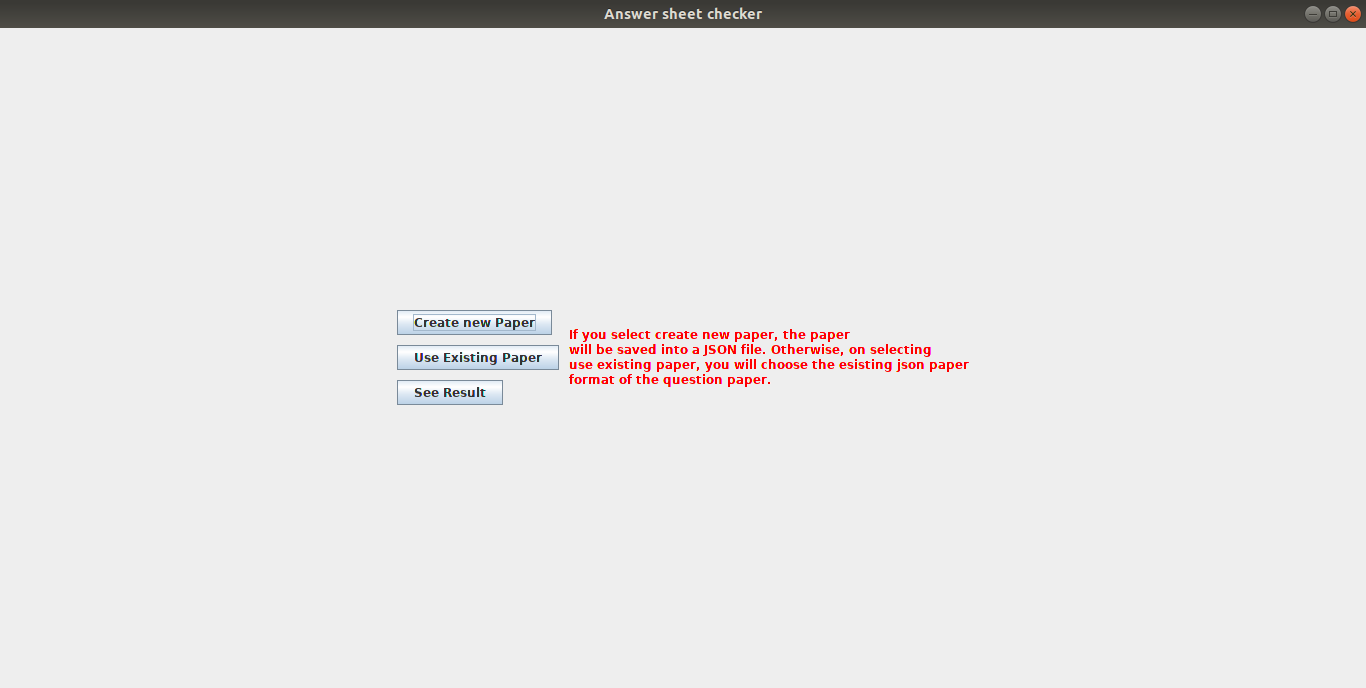 Answer sheet checker
Create new Paper
Use Existing Paper
See Result
If you select create new paper, the paper
will be saved into a JSON file. Otherwise, on selecting
use existing paper, you will choose the esisting json paper
format of the question paper.